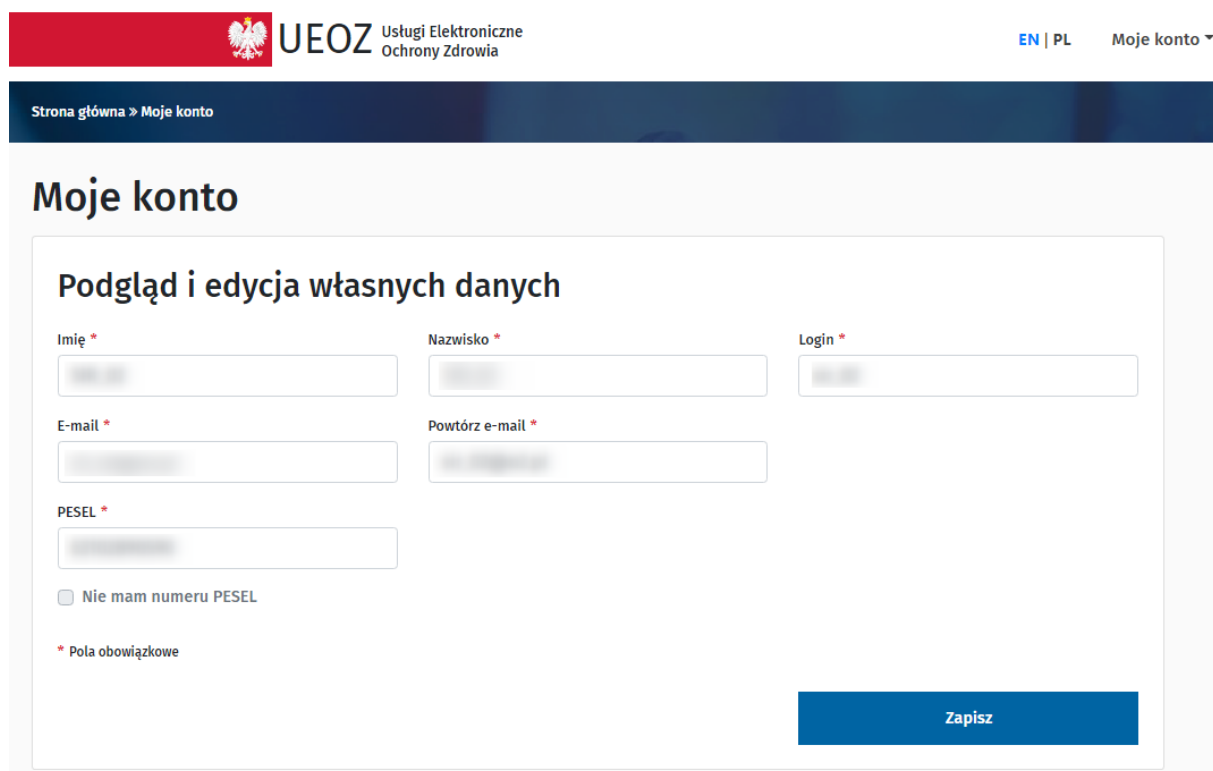 UEOZ Usługi Elektroniczne
Ochrony Zdrowia
EN | PL Moje konto
Strona główna » Moje konto
Moje konto
Podgląd i edycja własnych danych
Imię * Nazwisko * Login *
E-mail * Powtórz e-mail *
PESEL *
Nie mam numeru PESEL
* Pola obowiązkowe
Zapisz